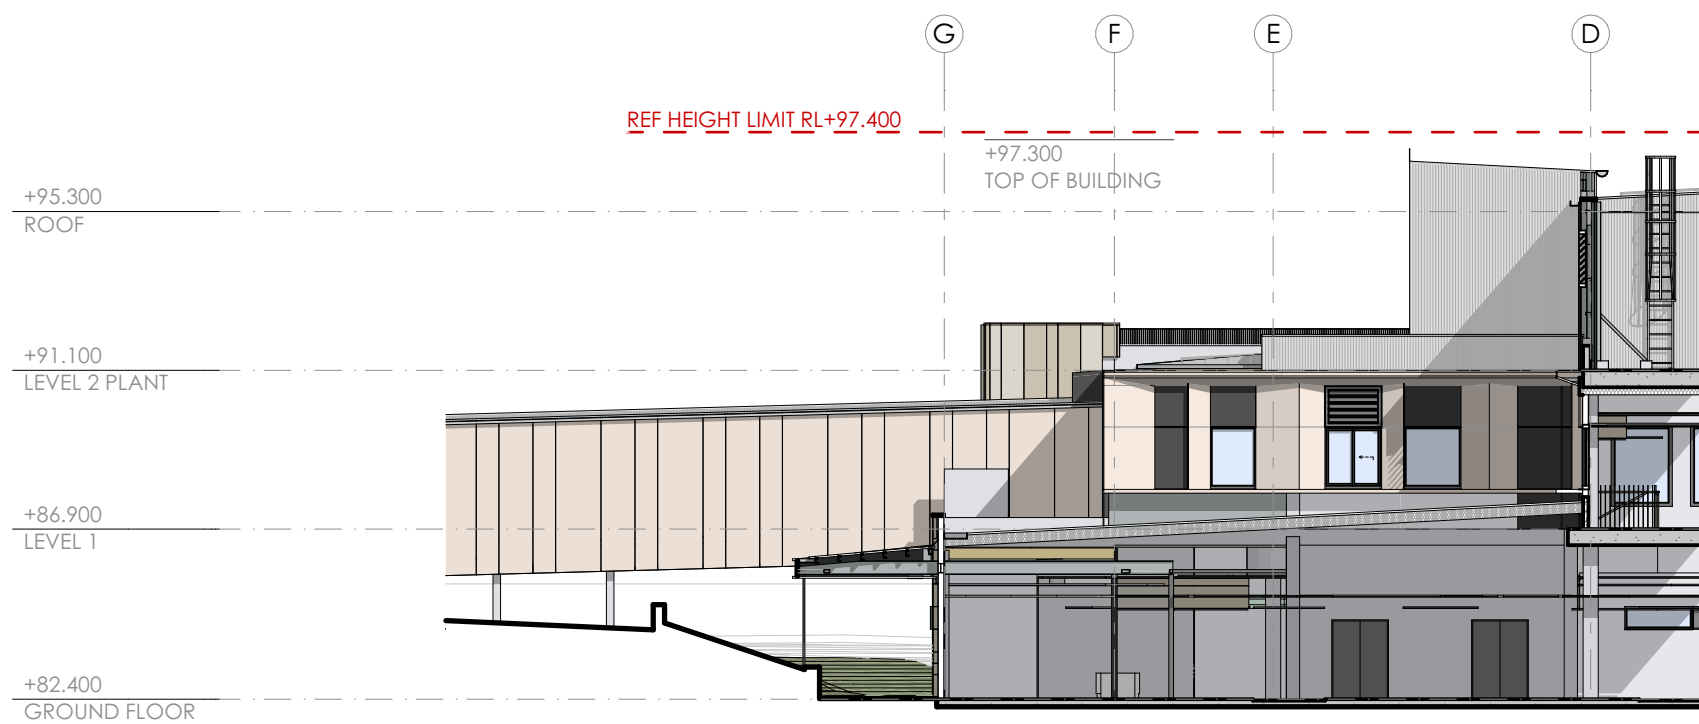 G
F
E
D
REF HEIGHT LIMIT RL+97.400
+97.300
TOP OF BUILDING
+95.300
ROOF
+91.100
LEVEL 2 PLANT
+86.900
LEVEL 1
+82.400
GROUND FLOOR